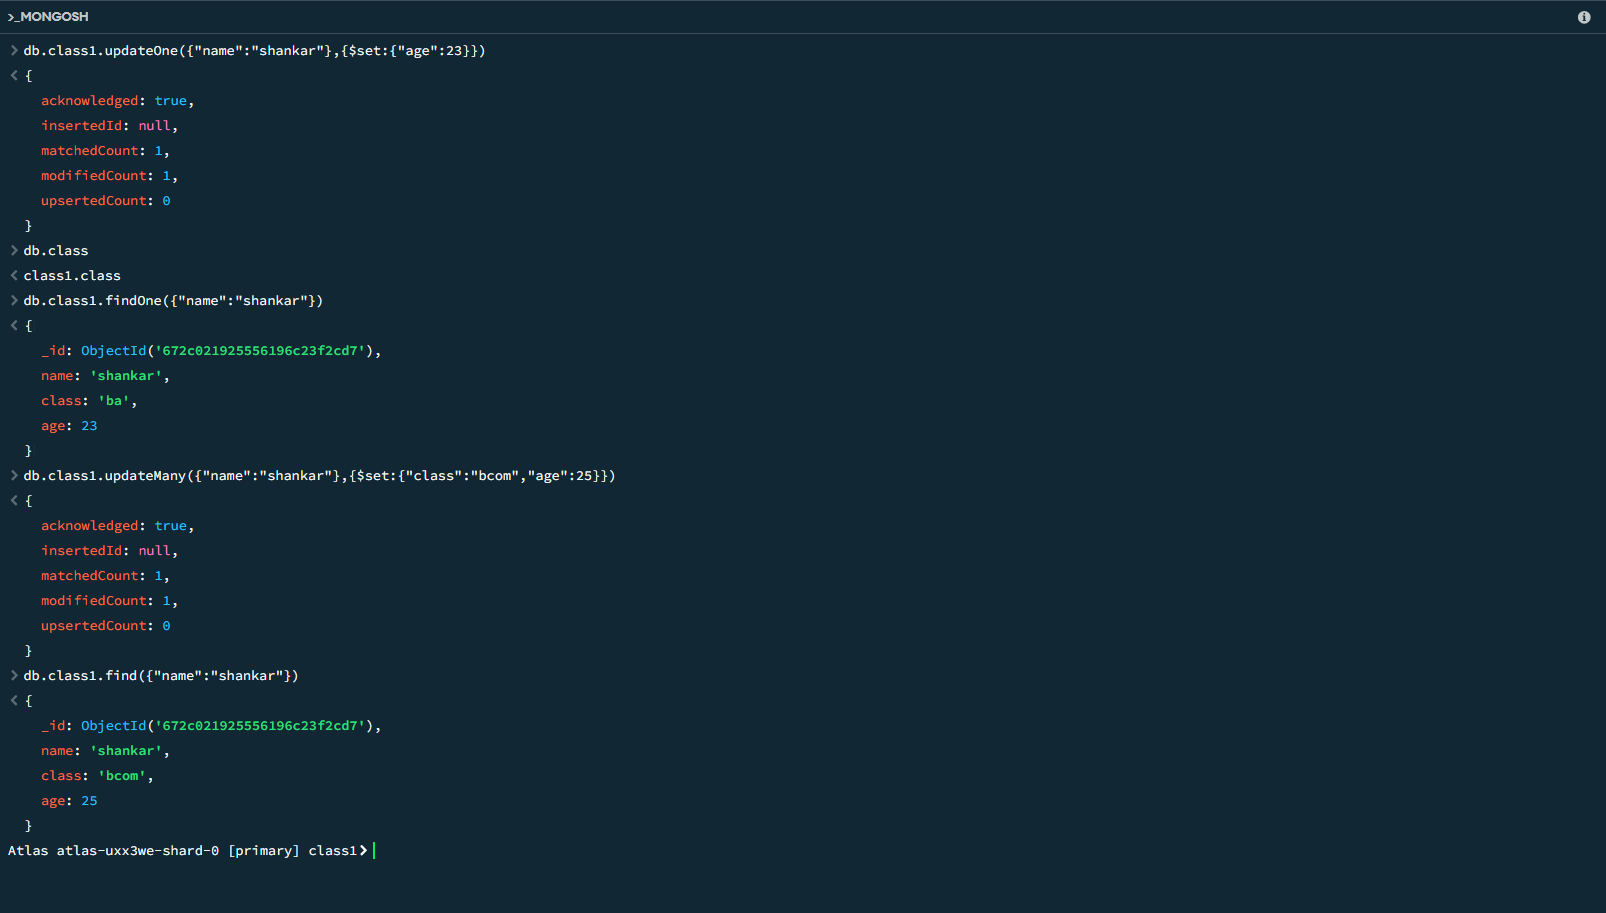 >_MONGOSH
> db.class1.updateOne({"name":"shankar"},{$set:{"age":23}})
< {
acknowledged: true,
insertedId: null,
matchedCount: 1,
modifiedCount: 1,
upsertedCount: 0
}
> db.class
< class1.class
> db.class1.findOne({"name":"shankar"})
< {
_id: ObjectId('672c021925556196c23f2cd7'),
name: 'shankar',
class: 'ba',
age: 23
}
> db.class1.updateMany({"name":"shankar"},{$set:{"class":"bcom","age":25}})
< {
acknowledged: true,
insertedId: null,
matchedCount: 1,
modifiedCount: 1,
upsertedCount: 0
}
> db.class1.find({"name":"shankar"})
< {
_id: ObjectId('672c021925556196c23f2cd7'),
name: 'shankar',
class: 'bcom',
age: 25
}
Atlas atlas-uxx3we-shard-0 [primary] class1>